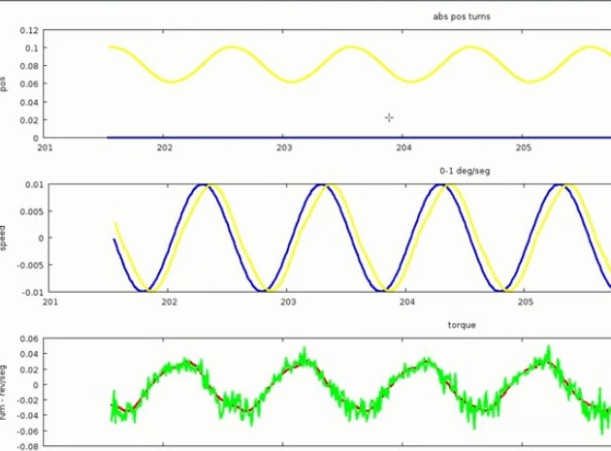 abs pos turns
0.12
0.1
0.08
0.06
0.04
0.02
0
pos
201 202 203 204 205
0-1 deg/seg
0.01
0.005
0
-0.005
-0.01
speed
201 202 203 204 205
torque
0.06
0.04
0.02
0
-0.02
-0.04
-0.06
-0.08
Nm - rev/seg